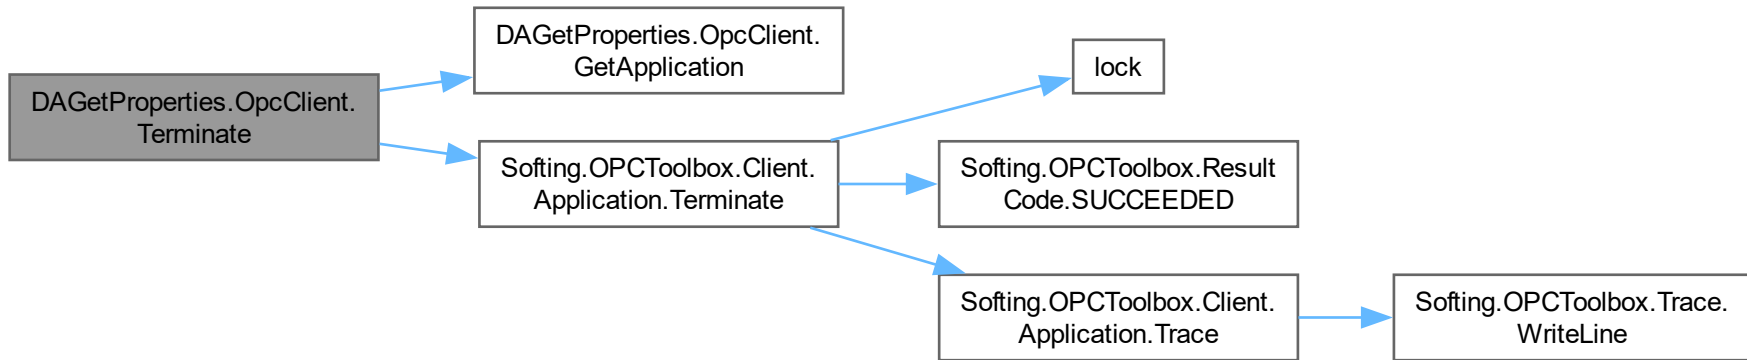 DAGetProperties.OpcClient.
Terminate
DAGetProperties.OpcClient.
GetApplication
Softing.OPCToolbox.Client.
Application.Terminate
lock
Softing.OPCToolbox.Result
Code.SUCCEEDED
Softing.OPCToolbox.Client.
Application.Trace
Softing.OPCToolbox.Trace.
WriteLine